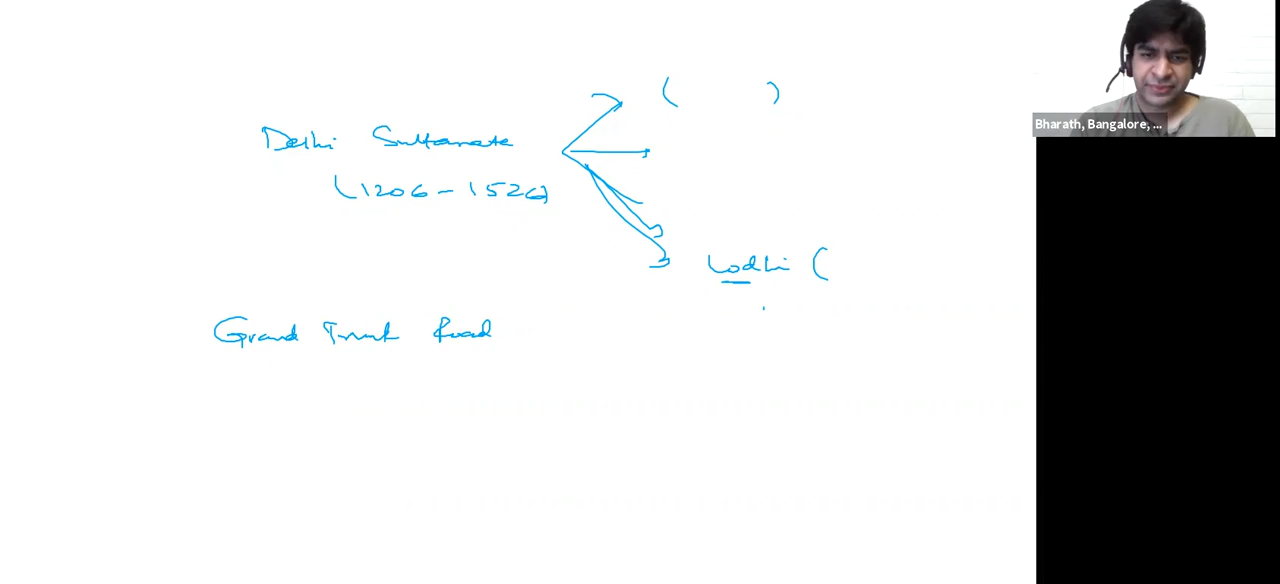 ( )
Delhi Sultanate
(1206 - 1526)
Lodhi (
Grand Trunk Road
Bharath, Bangalore, ...